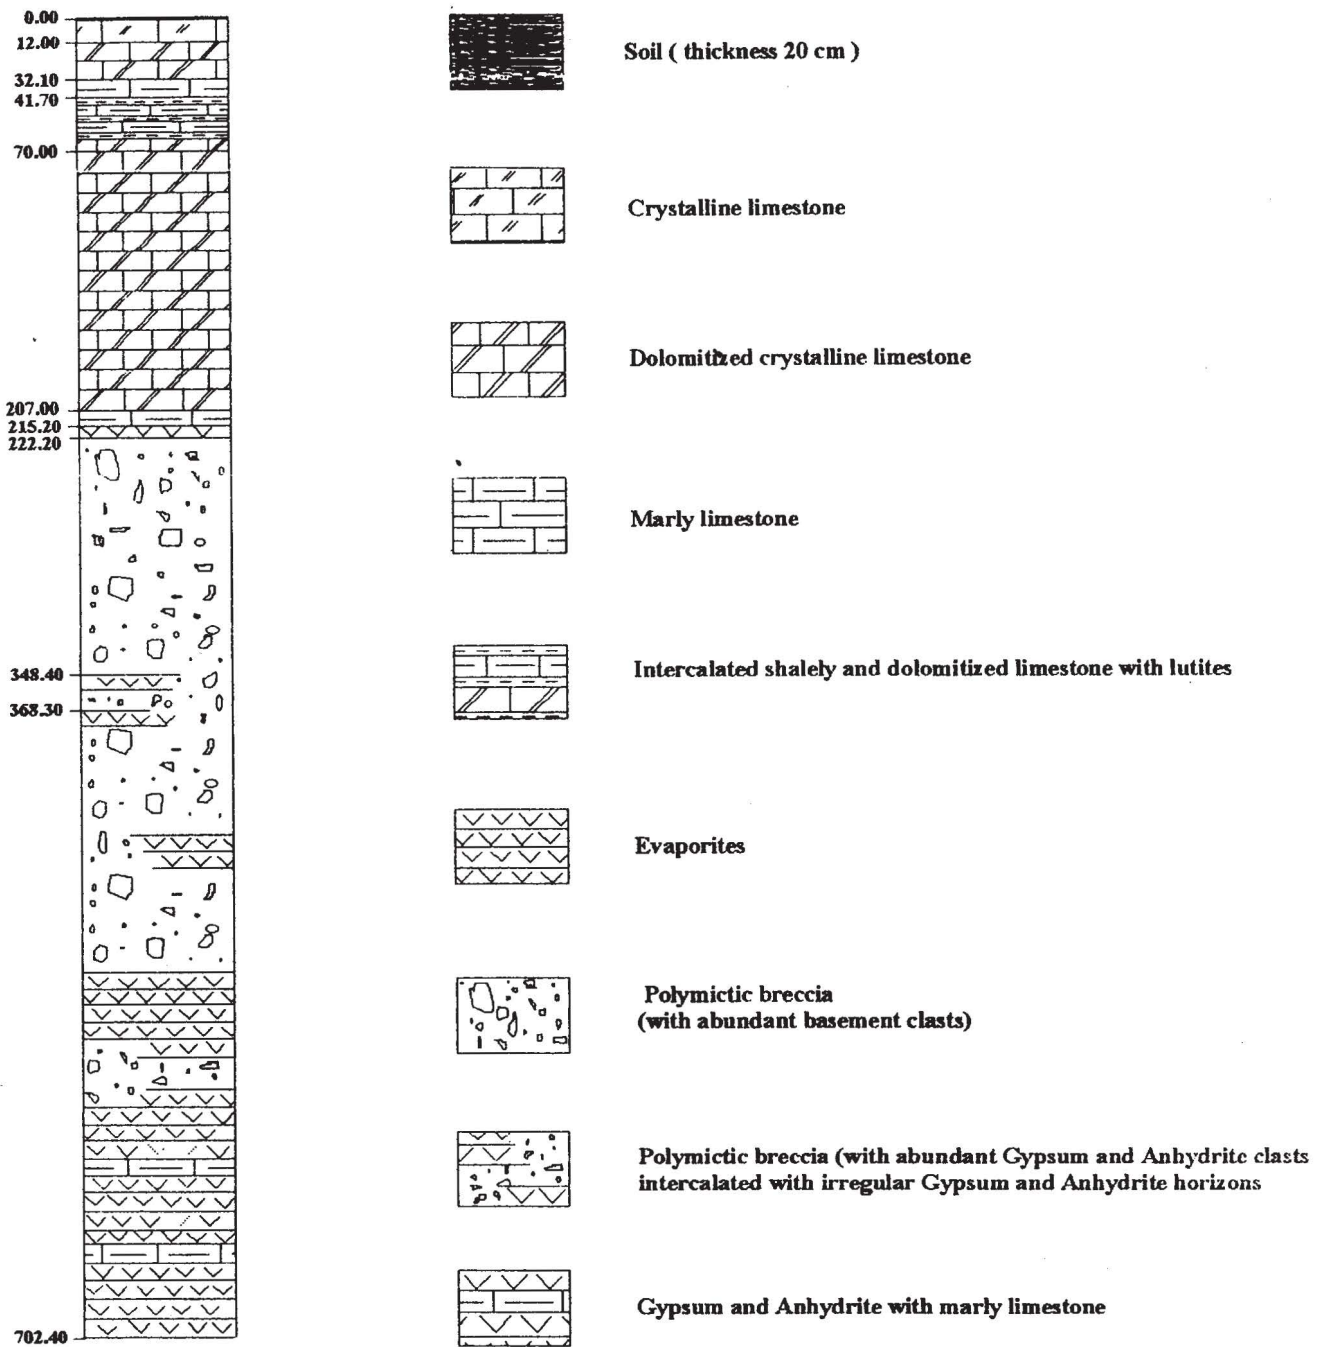 0.00
12.00
32.10
41.70
70.00
207.00
215.20
222.20
348.40
368.30
702.40
Soil ( thickness 20 cm )
Crystalline limestone
Dolomitized crystalline limestone
Marly limestone
Intercalated shalely and dolomitized limestone with lutites
Evaporites
Polymictic breccia
(with abundant basement clasts)
Polymictic breccia (with abundant Gypsum and Anhydrite clasts
intercalated with irregular Gypsum and Anhydrite horizons
Gypsum and Anhydrite with marly limestone